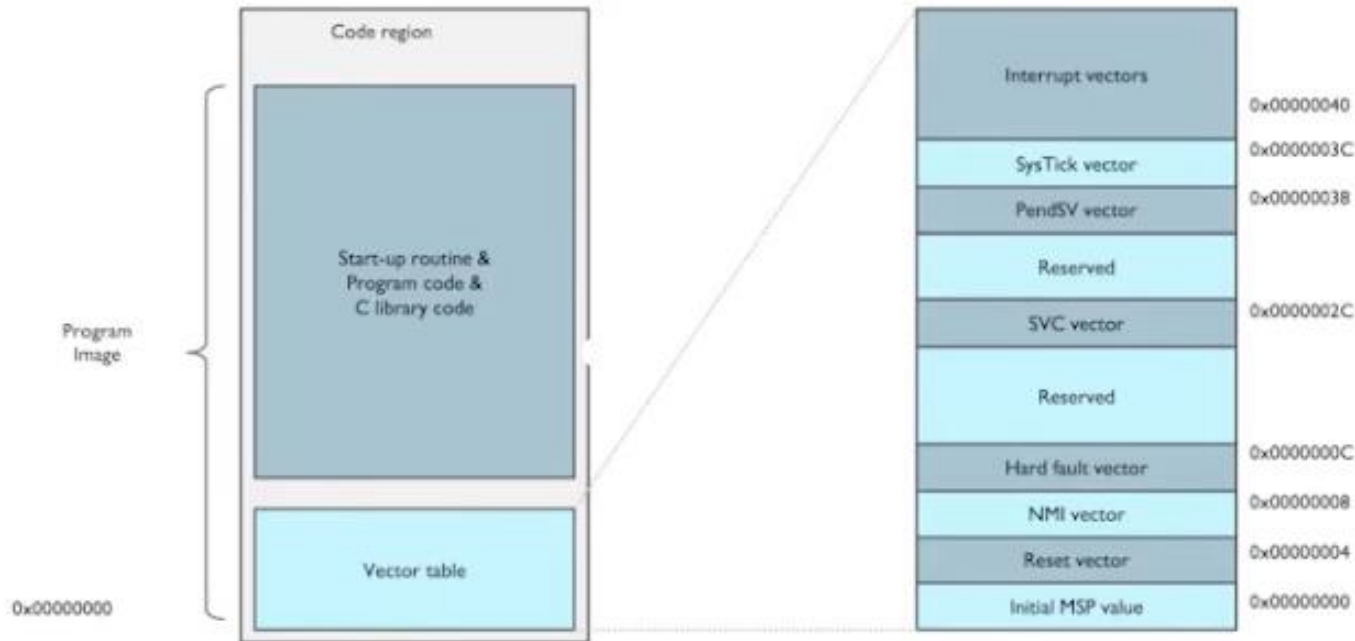 Code region
Start-up routine &
Program code &
C library code
Program
Image
Vector table
0x00000000
Interrupt vectors
0x00000040
SysTick vector
0x0000003C
PendSV vector
0x00000038
Reserved
SVC vector
0x0000002C
Reserved
Hard fault vector
0x0000000C
NMI vector
0x00000008
Reset vector
0x00000004
Initial MSP value
0x00000000